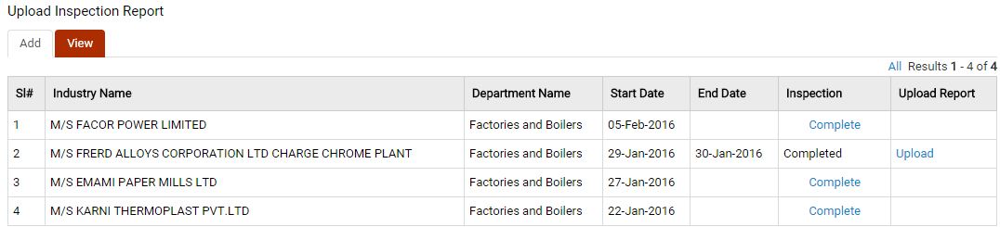 Upload Inspection Report
Add View
All Results 1 - 4 of 4
Sl# Industry Name Department Name Start Date End Date Inspection Upload Report
1 M/S FACOR POWER LIMITED Factories and Boilers 05-Feb-2016 Complete
2 M/S FRERD ALLOYS CORPORATION LTD CHARGE CHROME PLANT Factories and Boilers 29-Jan-2016 30-Jan-2016 Completed Upload
3 M/S EMAMI PAPER MILLS LTD Factories and Boilers 27-Jan-2016 Complete
4 M/S KARNI THERMOPLAST PVT.LTD Factories and Boilers 22-Jan-2016 Complete